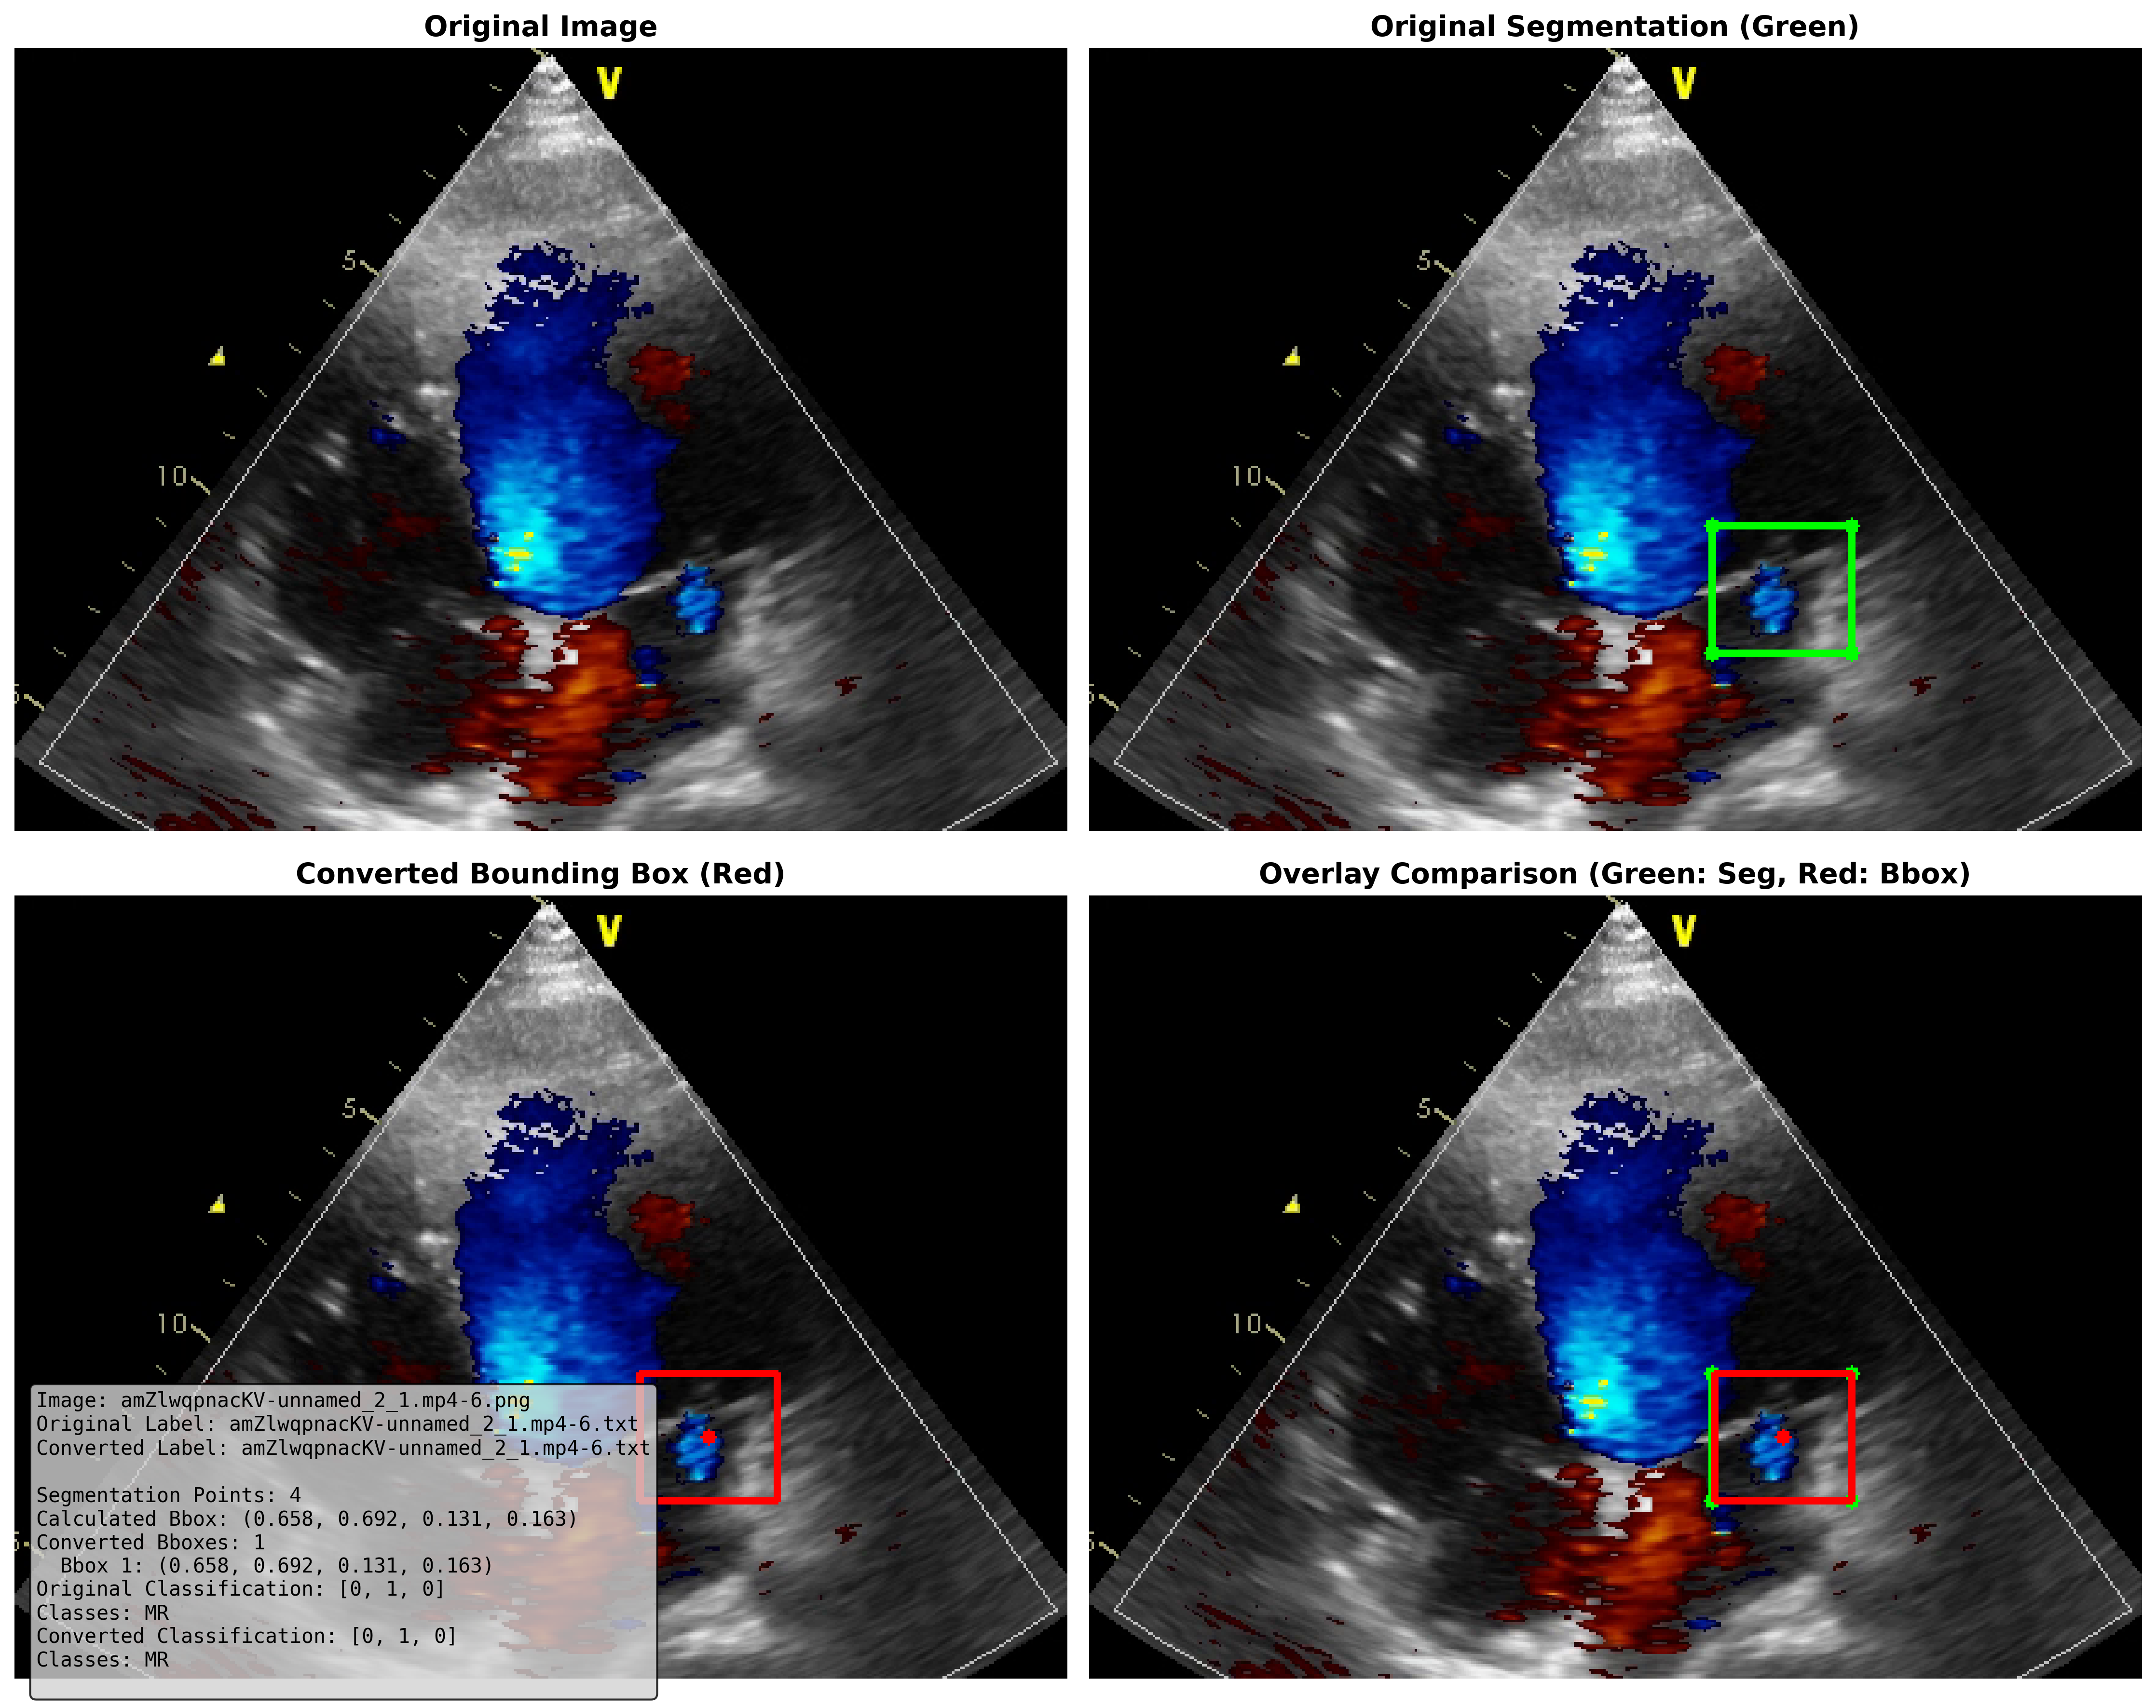 Original Image
Original Segmentation (Green)
V
5
10
V
5
10
5
Converted Bounding Box (Red)
Overlay Comparison (Green: Seg, Red: Bbox)
V
5
10
V
5
10
5
Image: amZlwqpnacKV-unnamed_2_1.mp4-6.png
Original Label: amZlwqpnacKV-unnamed_2_1.mp4-6.txt
Converted Label: amZlwqpnacKV-unnamed_2_1.mp4-6.txt
Segmentation Points: 4
Calculated Bbox: (0.658, 0.692, 0.131, 0.163)
Converted Bboxes: 1
Bbox 1: (0.658, 0.692, 0.131, 0.163)
Original Classification: [0, 1, 0]
Classes: MR
Converted Classification: [0, 1, 0]
Classes: MR